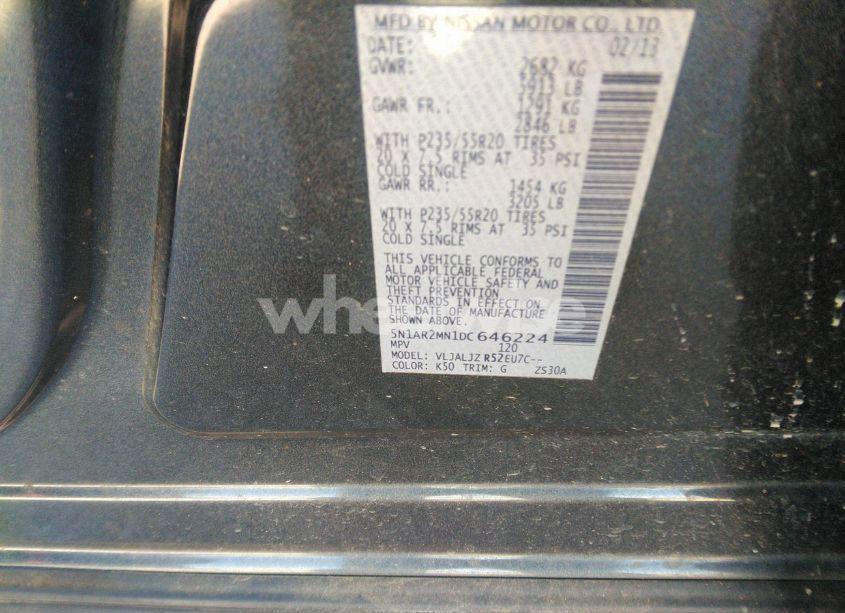 MFD BY NISSAN MOTOR CO., LTD.
DATE: 02/13
GVWR: 2682 KG
5913 LB
GAWR FR.: 1291 KG
2846 LB
WITH P235/55R20 TIRES
20 X 7.5 RIMS AT 35 PSI
COLD SINGLE
GAWR RR.: 1454 KG
3205 LB
WITH P235/55R20 TIRES
20 X 7.5 RIMS AT 35 PSI
COLD SINGLE
THIS VEHICLE CONFORMS TO
ALL APPLICABLE FEDERAL
MOTOR VEHICLE SAFETY AND
THEFT PREVENTION
STANDARDS IN EFFECT ON
THE DATE OF MANUFACTURE
SHOWN ABOVE.
5N1AR2MN1DC646224
MPV 120
MODEL: VLJALJZ R52EU7C--
COLOR: K50 TRIM: G ZS30A